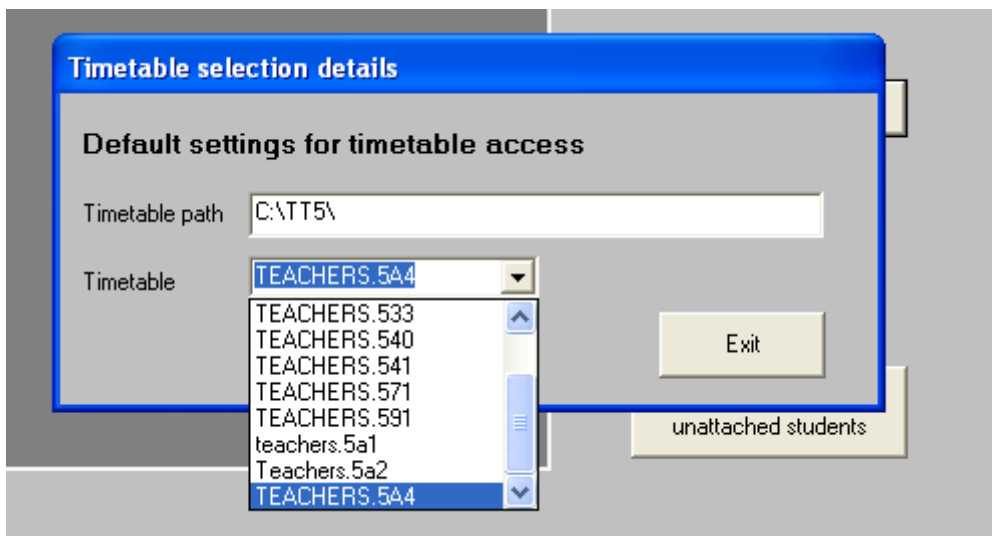 Timetable selection details
Default settings for timetable access
Timetable path C:\TT5\
Timetable TEACHERS.5A4
TEACHERS.533
TEACHERS.540
TEACHERS.541
TEACHERS.571
TEACHERS.591
teachers.5a1
Teachers.5a2
TEACHERS.5A4
Exit
unattached students